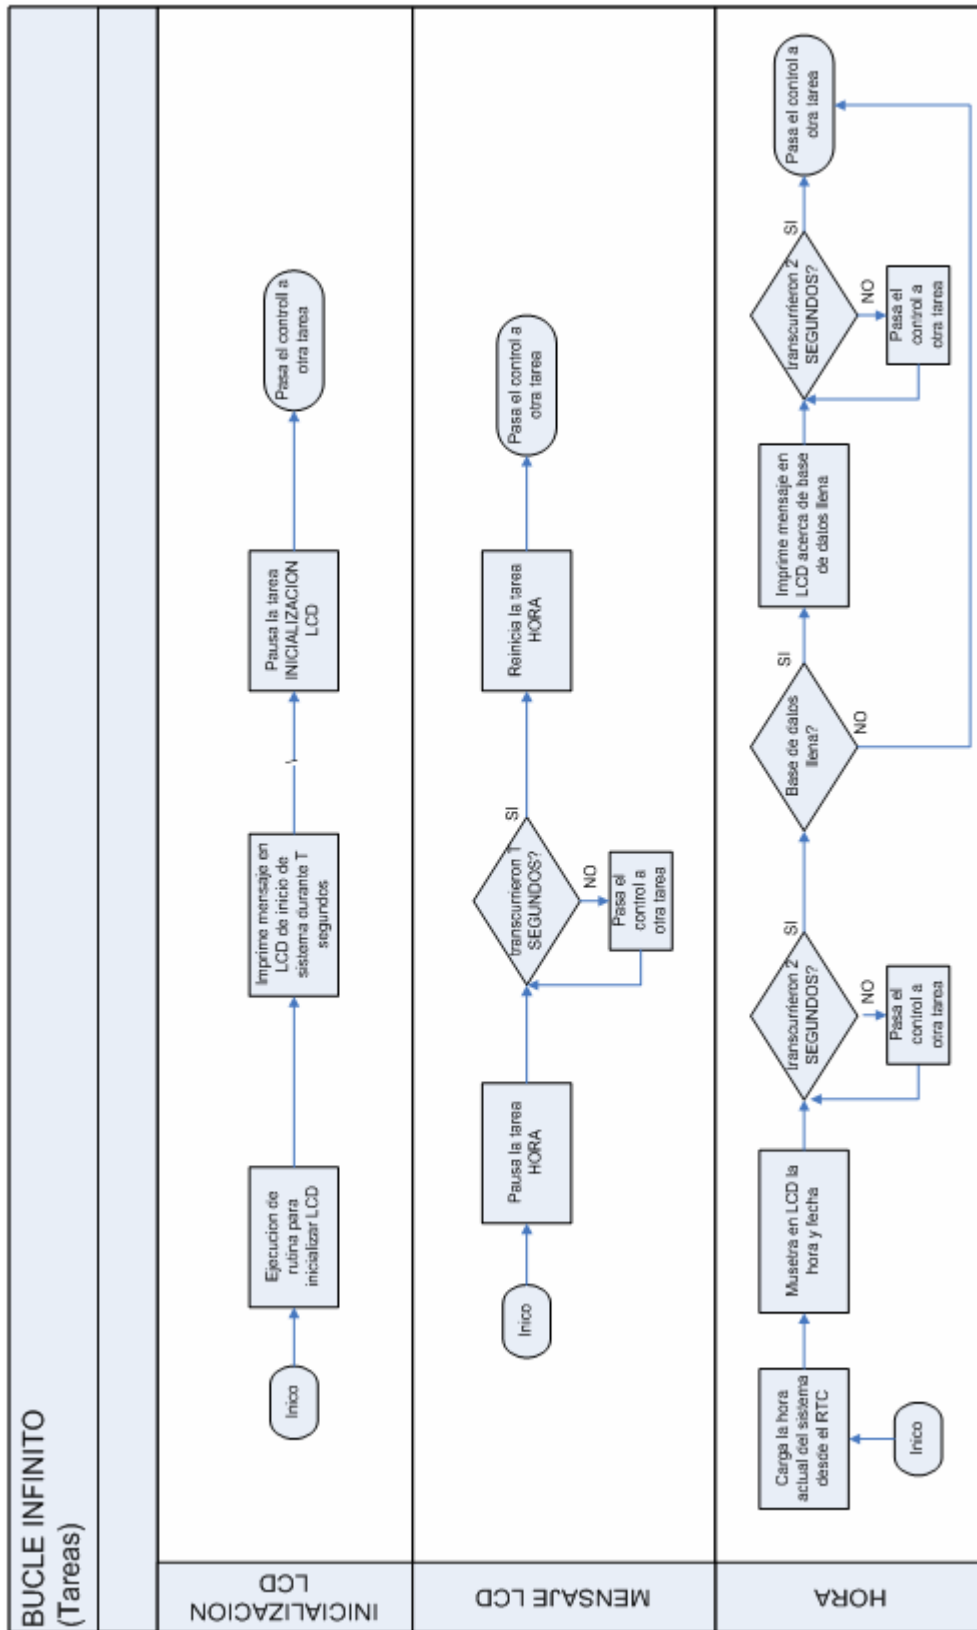 BUCLE INFINITO
(Tareas)
INICIALIZACION
LCD
Inico
Ejecucion de
rutina para
inicializar LCD
Imprime mensaje en
LCD de inicio de
sistema durante T
segundos
Pausa la tarea
INICIALIZACION
LCD
Pasa el controll a
otra tarea
MENSAJE LCD
Inico
Pausa la tarea
HORA
transcurrieron T
SEGUNDOS?
SI
NO
Pasa el
control a
otra tarea
Reinicia la tarea
HORA
Pasa el control a
otra tarea
HORA
Inico
Carga la hora
actual del sistema
desde el RTC
Musetra en LCD la
hora y fecha
transcurrieron 2
SEGUNDOS?
SI
NO
Pasa el
control a
otra tarea
Base de datos
llena?
SI
NO
Imprime mensaje en
LCD acerca de base
de datos llena
transcurrieron 2
SEGUNDOS?
SI
NO
Pasa el
control a
otra tarea
Pasa el control a
otra tarea